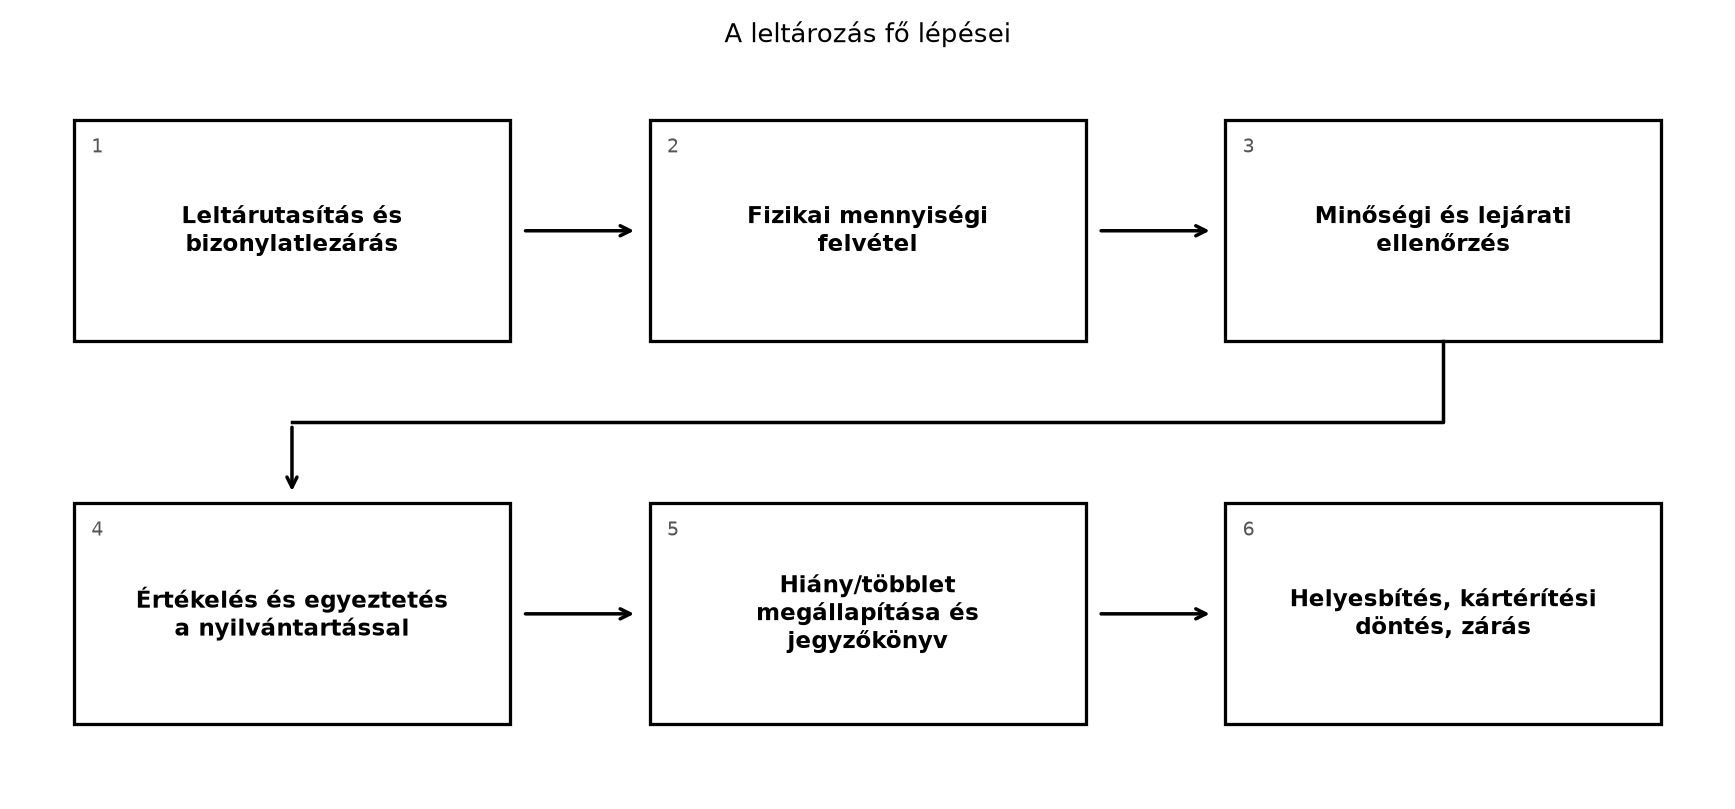 A leltározás fő lépései
1
Leltárutasítás és
bizonylatlezárás
2
Fizikai mennyiségi
felvétel
3
Minőségi és lejárati
ellenőrzés
4
Értékelés és egyeztetés
a nyilvántartással
5
Hiány/többlet
megállapítása és
jegyzőkönyv
6
Helyesbítés, kártérítési
döntés, zárás